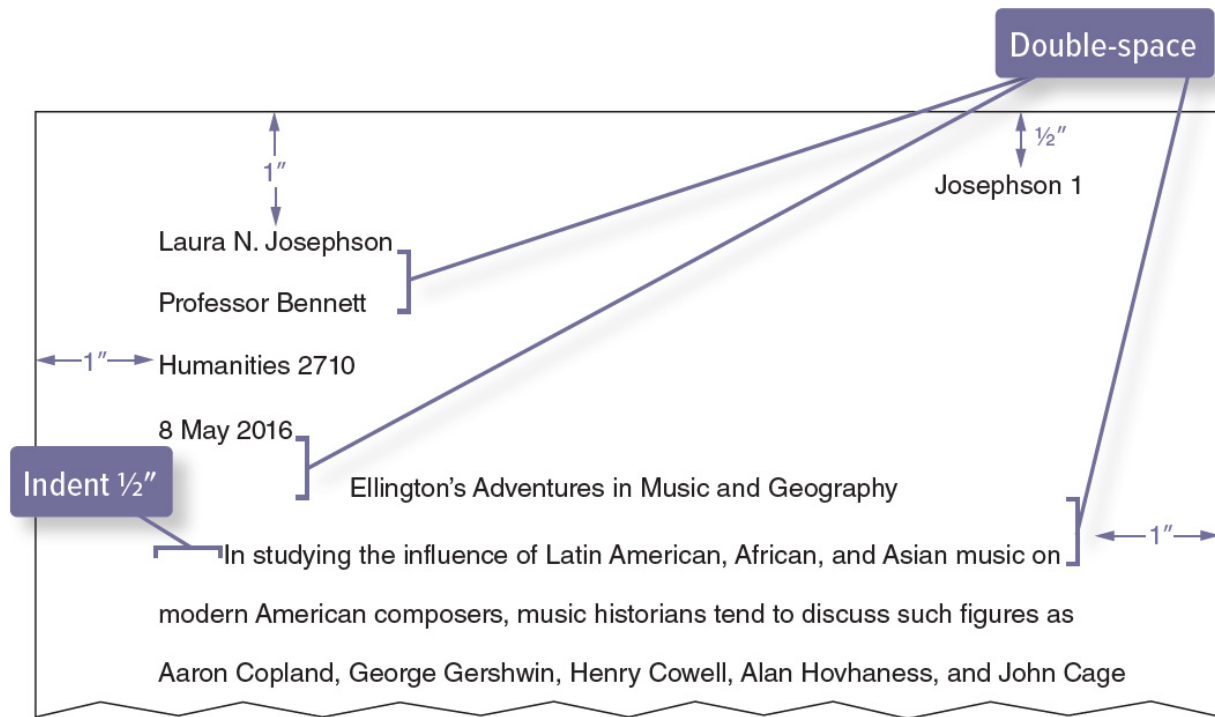 Double-space
½″
1″
Josephson 1
Laura N. Josephson
Professor Bennett
1″
Humanities 2710
8 May 2016
Indent ½″
Ellington’s Adventures in Music and Geography
1″
In studying the influence of Latin American, African, and Asian music on
modern American composers, music historians tend to discuss such figures as
Aaron Copland, George Gershwin, Henry Cowell, Alan Hovhaness, and John Cage